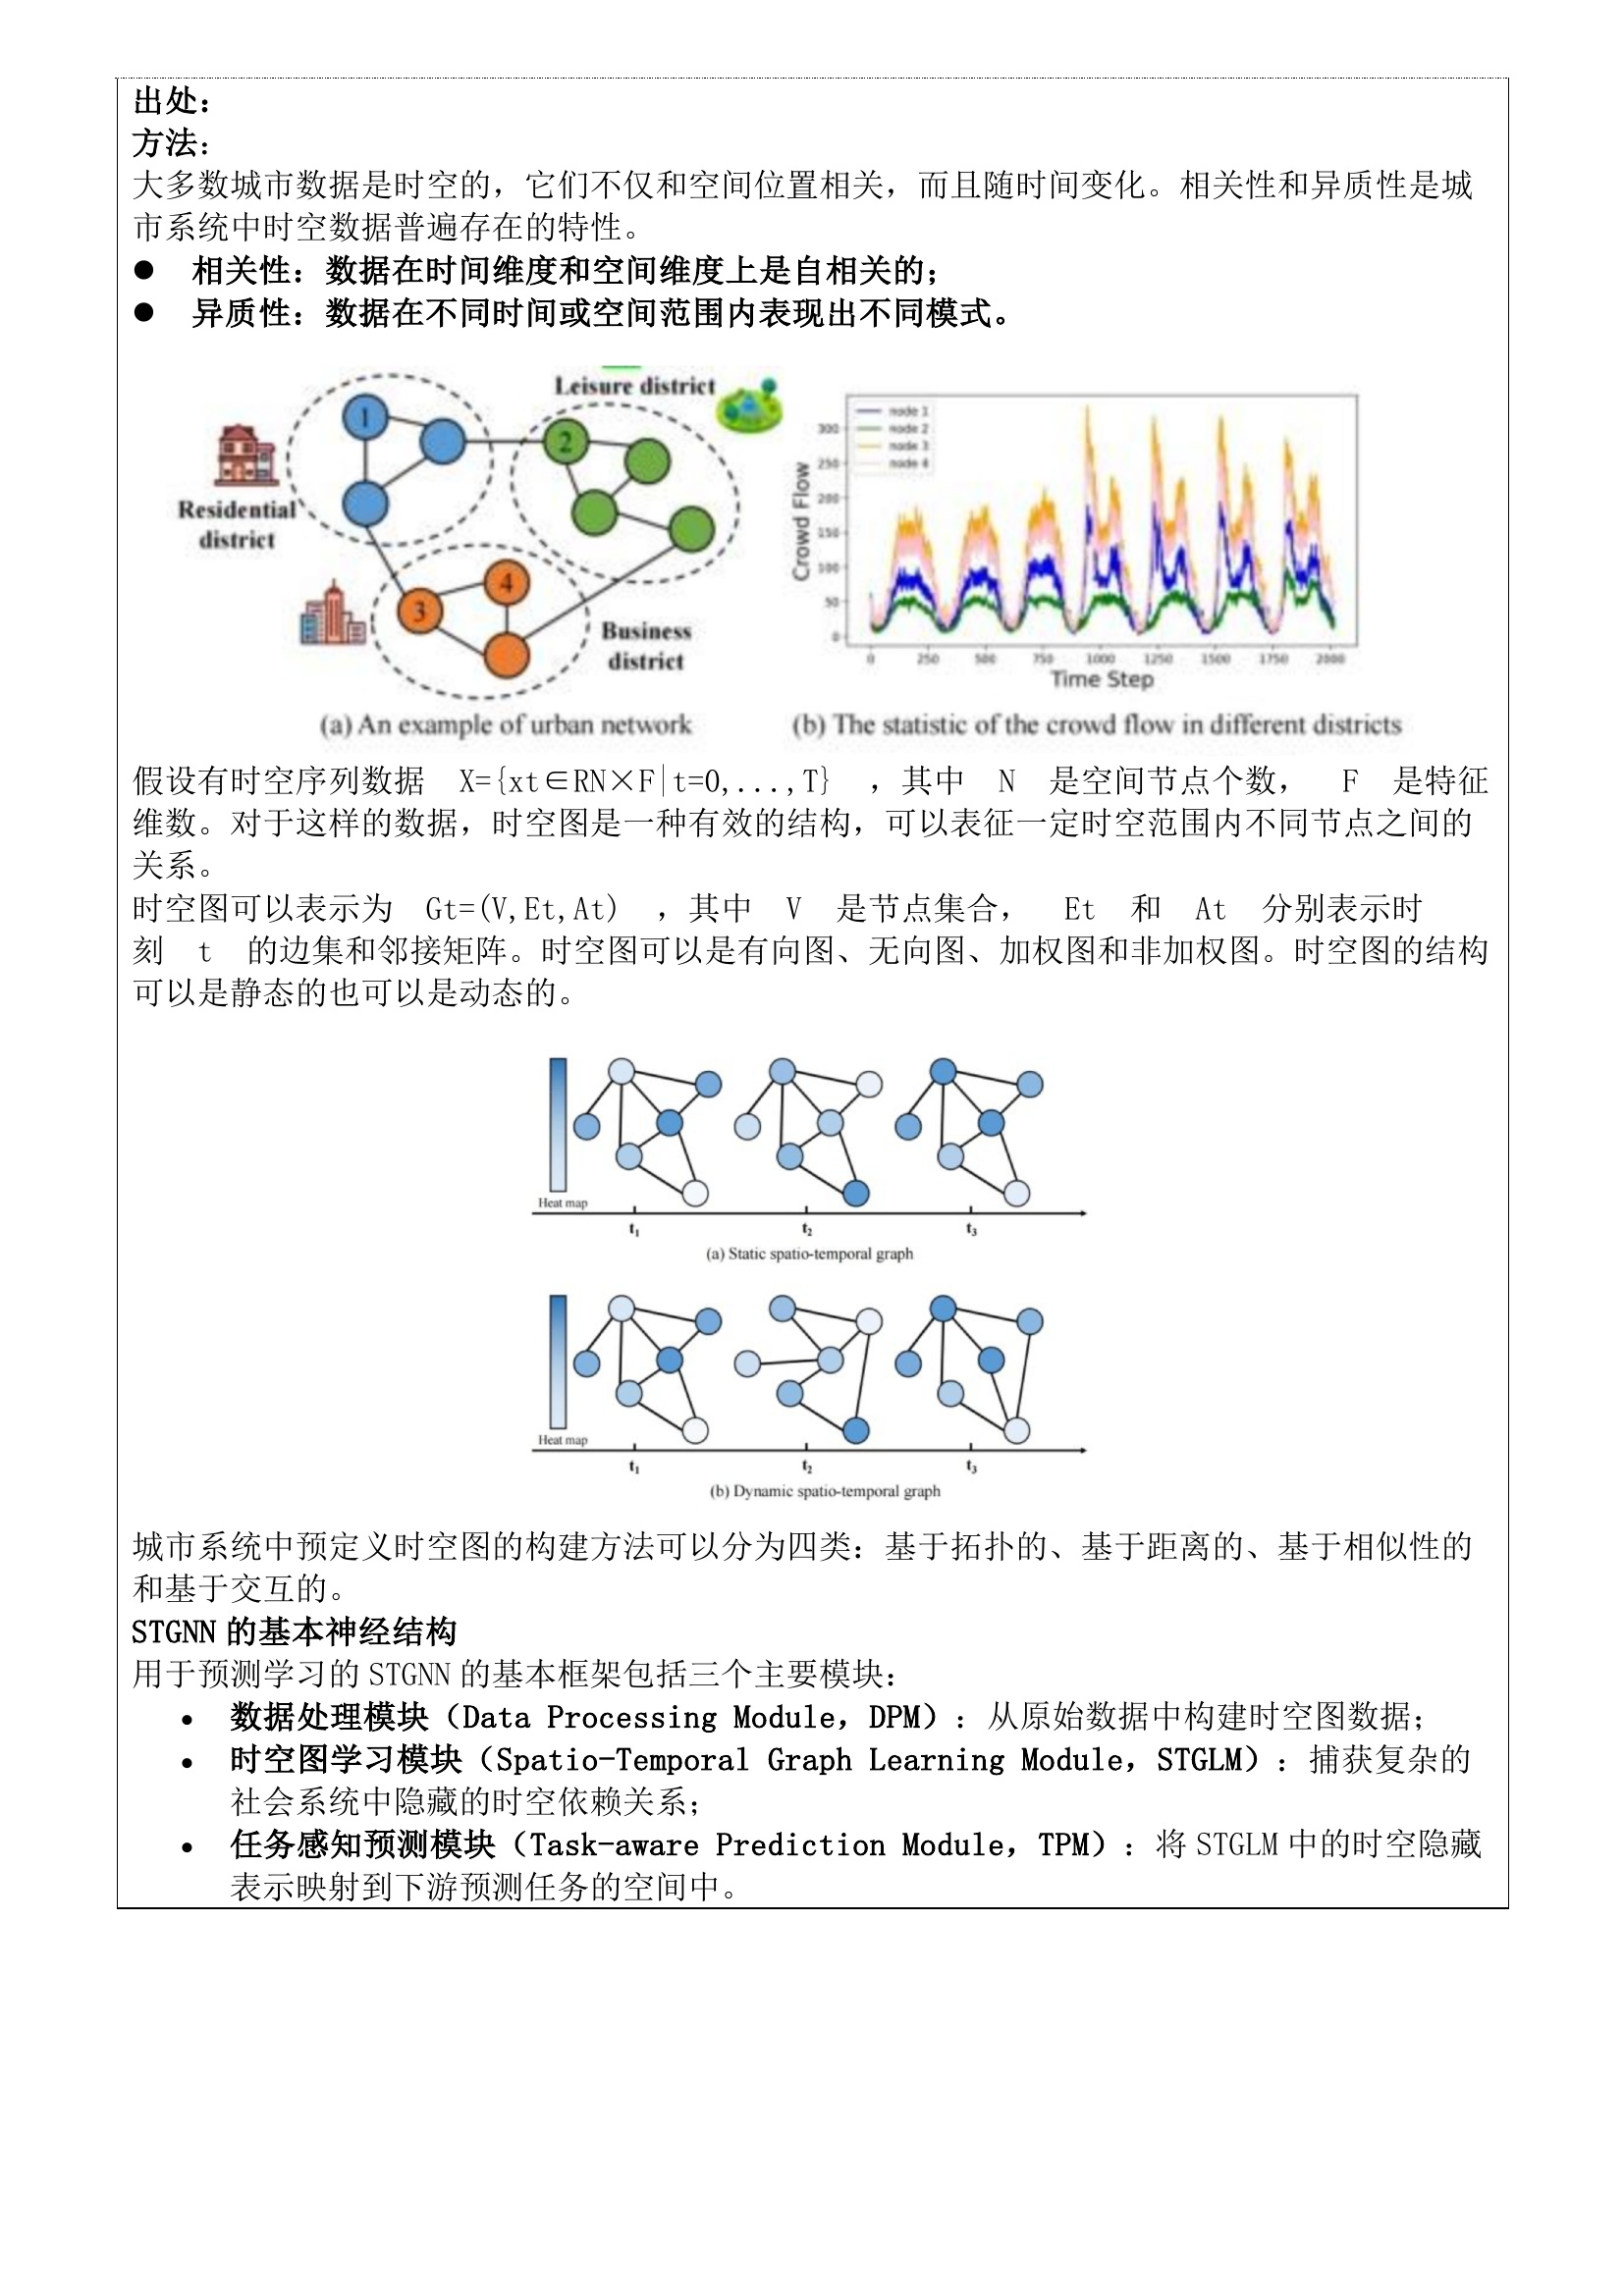 出处：
方法：
大多数城市数据是时空的，它们不仅和空间位置相关，而且随时间变化。相关性和异质性是城
市系统中时空数据普遍存在的特性。
● 相关性：数据在时间维度和空间维度上是自相关的；
● 异质性：数据在不同时间或空间范围内表现出不同模式。
Leisure district
1
2
Residential
district
3
4
Business
district
(a) An example of urban network
node 1
node 2
node 3
node 4
Crowd Flow
300
250
200
150
100
50
0
0 250 500 750 1000 1250 1500 1750 2000
Time Step
(b) The statistic of the crowd flow in different districts
假设有时空序列数据 X={xt∈RN×F|t=0,...,T} ，其中 N 是空间节点个数， F 是特征
维数。对于这样的数据，时空图是一种有效的结构，可以表征一定时空范围内不同节点之间的
关系。
时空图可以表示为 Gt=(V,Et,At) ，其中 V 是节点集合， Et 和 At 分别表示时
刻 t 的边集和邻接矩阵。时空图可以是有向图、无向图、加权图和非加权图。时空图的结构
可以是静态的也可以是动态的。
Heat map
t1 t2 t3
(a) Static spatio-temporal graph
Heat map
t1 t2 t3
(b) Dynamic spatio-temporal graph
城市系统中预定义时空图的构建方法可以分为四类：基于拓扑的、基于距离的、基于相似性的
和基于交互的。
STGNN 的基本神经结构
用于预测学习的 STGNN 的基本框架包括三个主要模块：
• 数据处理模块（Data Processing Module，DPM）：从原始数据中构建时空图数据；
• 时空图学习模块（Spatio-Temporal Graph Learning Module，STGLM）：捕获复杂的
社会系统中隐藏的时空依赖关系；
• 任务感知预测模块（Task-aware Prediction Module，TPM）：将 STGLM 中的时空隐藏
表示映射到下游预测任务的空间中。